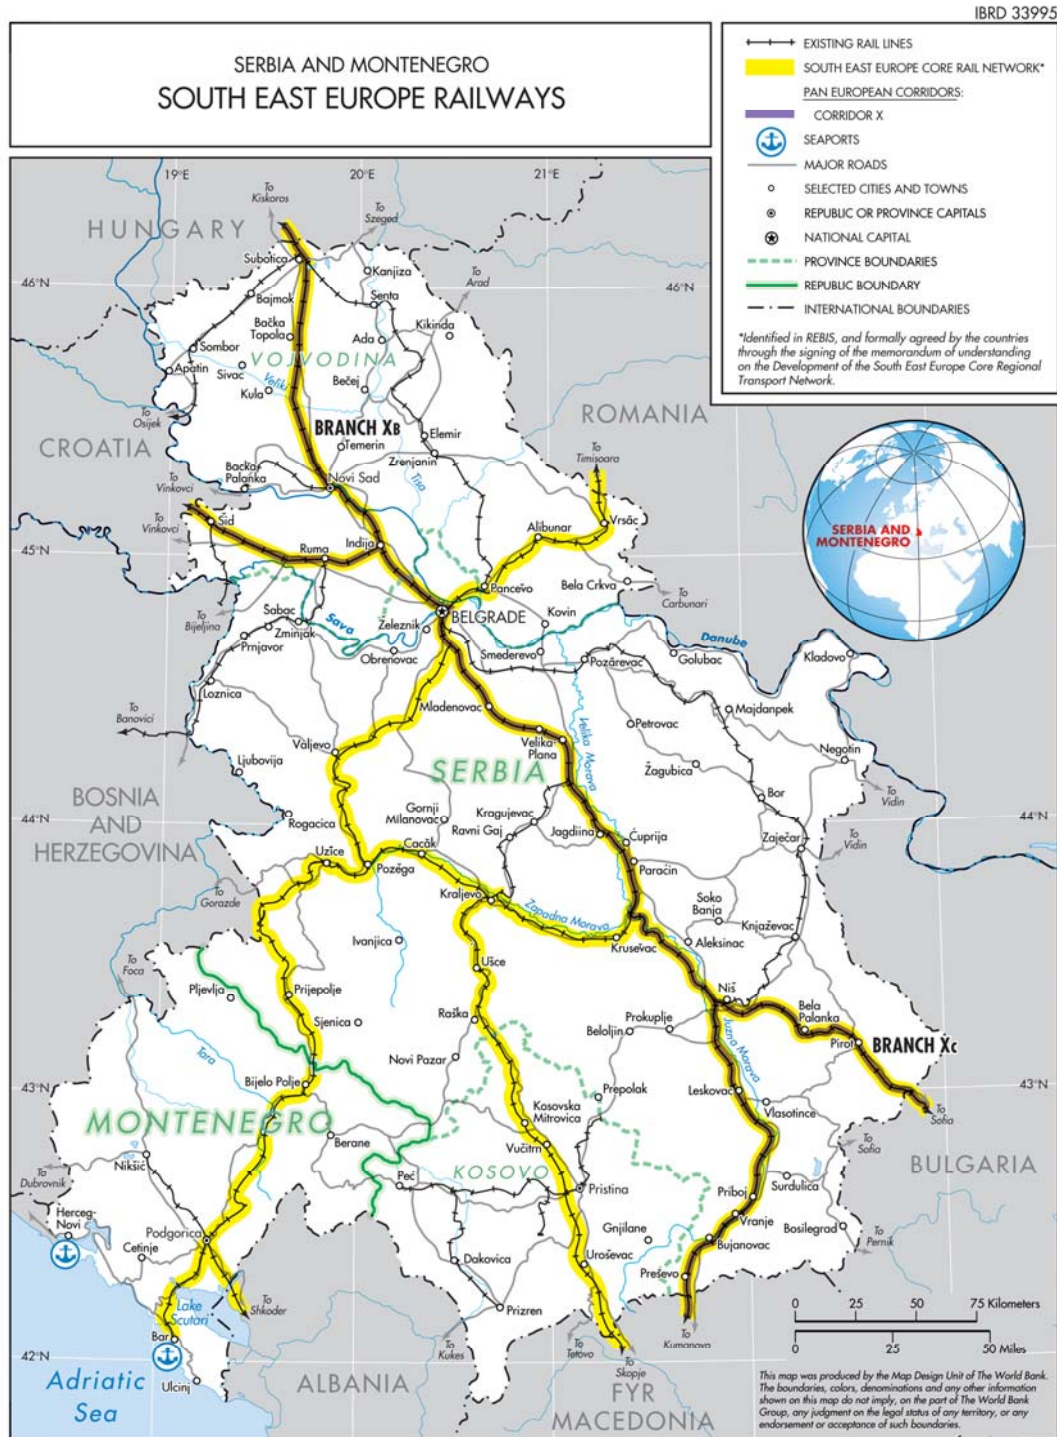 IBRD 33995
SERBIA AND MONTENEGRO
SOUTH EAST EUROPE RAILWAYS
EXISTING RAIL LINES
SOUTH EAST EUROPE CORE RAIL NETWORK*
PAN EUROPEAN CORRIDORS:
CORRIDOR X
SEAPORTS
MAJOR ROADS
SELECTED CITIES AND TOWNS
REPUBLIC OR PROVINCE CAPITALS
NATIONAL CAPITAL
PROVINCE BOUNDARIES
REPUBLIC BOUNDARY
INTERNATIONAL BOUNDARIES
*Identified in REBIS, and formally agreed by the countries
through the signing of the memorandum of understanding
on the Development of the South East Europe Core Regional
Transport Network.
19°E
20°E
21°E
To
Kiskoros
To
Szeged
HUNGARY
Subotica
Kanjiza
To
Arad
46°N
46°N
Bajmok
Senta
Bačka
Topola
Ada
Kikinda
Sombor
VOJVODINA
Apatin
Sivac
Veliki
Kula
Bečej
To
Osijek
ROMANIA
CROATIA
BRANCH XB
Temerin
Elemir
Zrenjanin
To
Timisoara
Backa
Palanka
Novi Sad
Tisa
To
Vinkovci
To
Vinkovci
Šid
Alibunar
Vrsăc
SERBIA AND
MONTENEGRO
45°N
Ruma
Indija
Pancevo
Bela Crkva
To
Carbunari
To
Bijeljina
Sabac
Zminjak
Sava
BELGRADE
Železnik
Kovin
Prnjavor
Obrenovac
Smederevo
Danube
Pozărevac
Golubac
Kladovo
Loznica
Mladenovac
Majdanpek
To
Banovici
Petrovac
Velika
Plana
Velika Morava
Negotin
Valjevo
Ljubovija
SERBIA
Žagubica
BOSNIA
AND
HERZEGOVINA
Bor
To
Vidin
44°N
44°N
Rogacica
Gornji
Milanovac
Kragujevac
Ravni Gaj
Jagdiina
Ćuprija
Zaječar
To
Vidin
Uzice
Cacăk
Pozěga
Paraćin
To
Gorazde
Kraljevo
Zapadna Morava
Soko
Banja
Knjaževac
Ivanjica
Krusevac
Aleksinac
To
Foca
Ušce
Pljevlja
Prijepolje
Niš
Bela
Palanka
Sjenica
Raška
Prokuplje
Beloljin
Juzna Morava
Pirot
BRANCH Xc
Tara
Novi Pazar
43°N
43°N
Bijelo Polje
Prepolak
Leskovac
Vlasotince
To
Sofia
MONTENEGRO
Kosovska
Mitrovica
Berane
Vučitrn
To
Sofia
BULGARIA
Nikšić
To
Dubrovnik
Peć
KOSOVO
Pristina
Priboj
Surdulica
Herceg-
Novi
Vranje
Bosilegrad
Podgorica
Gnjilane
To
Pernik
Cetinje
Dakovica
Uroševac
Bujanovac
Preševo
Lake
Scutari
To
Shkoder
Prizren
0 25 50 75 Kilometers
Bar
To
Kukes
To
Tetovo
To
Kumanovo
0 25 50 Miles
42°N
To
Skopje
Ulcinj
Adriatic
Sea
ALBANIA
FYR
MACEDONIA
This map was produced by the Map Design Unit of The World Bank.
The boundaries, colors, denominations and any other information
shown on this map do not imply, on the part of The World Bank
Group, any judgment on the legal status of any territory, or any
endorsement or acceptance of such boundaries.